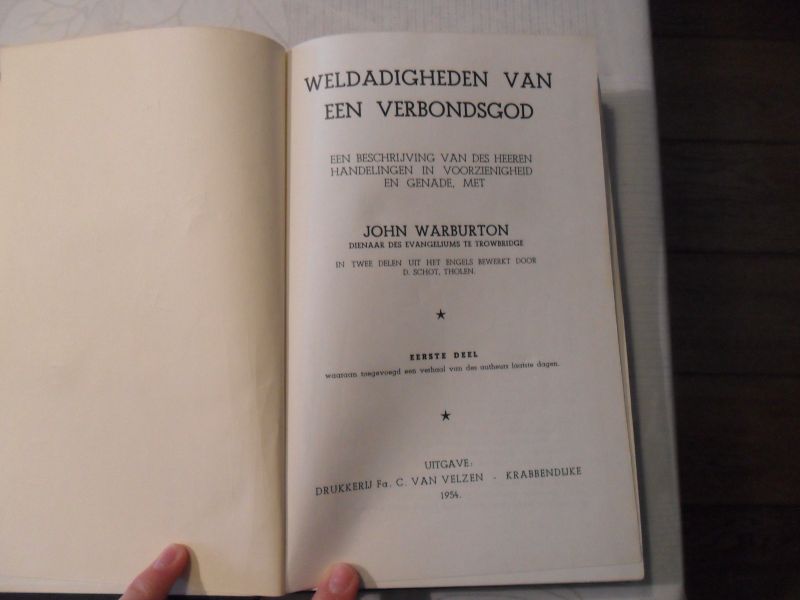 WELDADIGHEDEN VAN
EEN VERBONDSGOD
EEN BESCHRIJVING VAN DES HEEREN
HANDELINGEN IN VOORZIENIGHEID
EN GENADE, MET
JOHN WARBURTON
DIENAAR DES EVANGELIUMS TE TROWBRIDGE
IN TWEE DELEN UIT HET ENGELS BEWERKT DOOR
D. SCHOT, THOLEN.
EERSTE DEEL
waaraan toegevoegd een verhaal van des autheurs laatste dagen.
UITGAVE:
DRUKKERIJ Fa. C. VAN VELZEN - KRABBENDIJKE
1954.